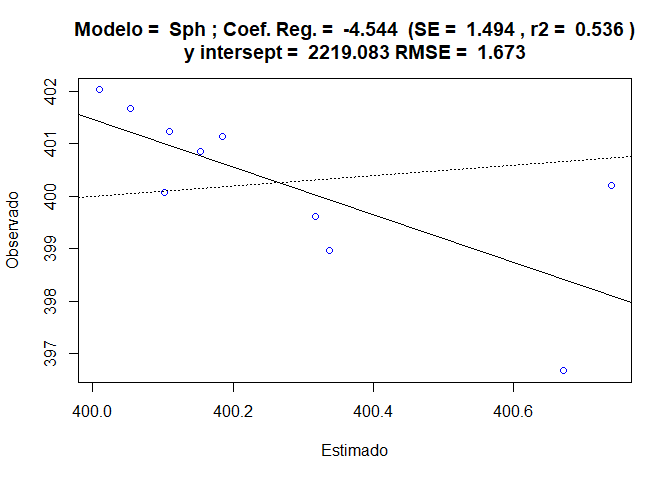 Modelo = Sph ; Coef. Reg. = -4.544 (SE = 1.494 , r2 = 0.536 )
y intersept = 2219.083 RMSE = 1.673
402
401
400
399
398
397
Observado
400.0 400.2 400.4 400.6
Estimado